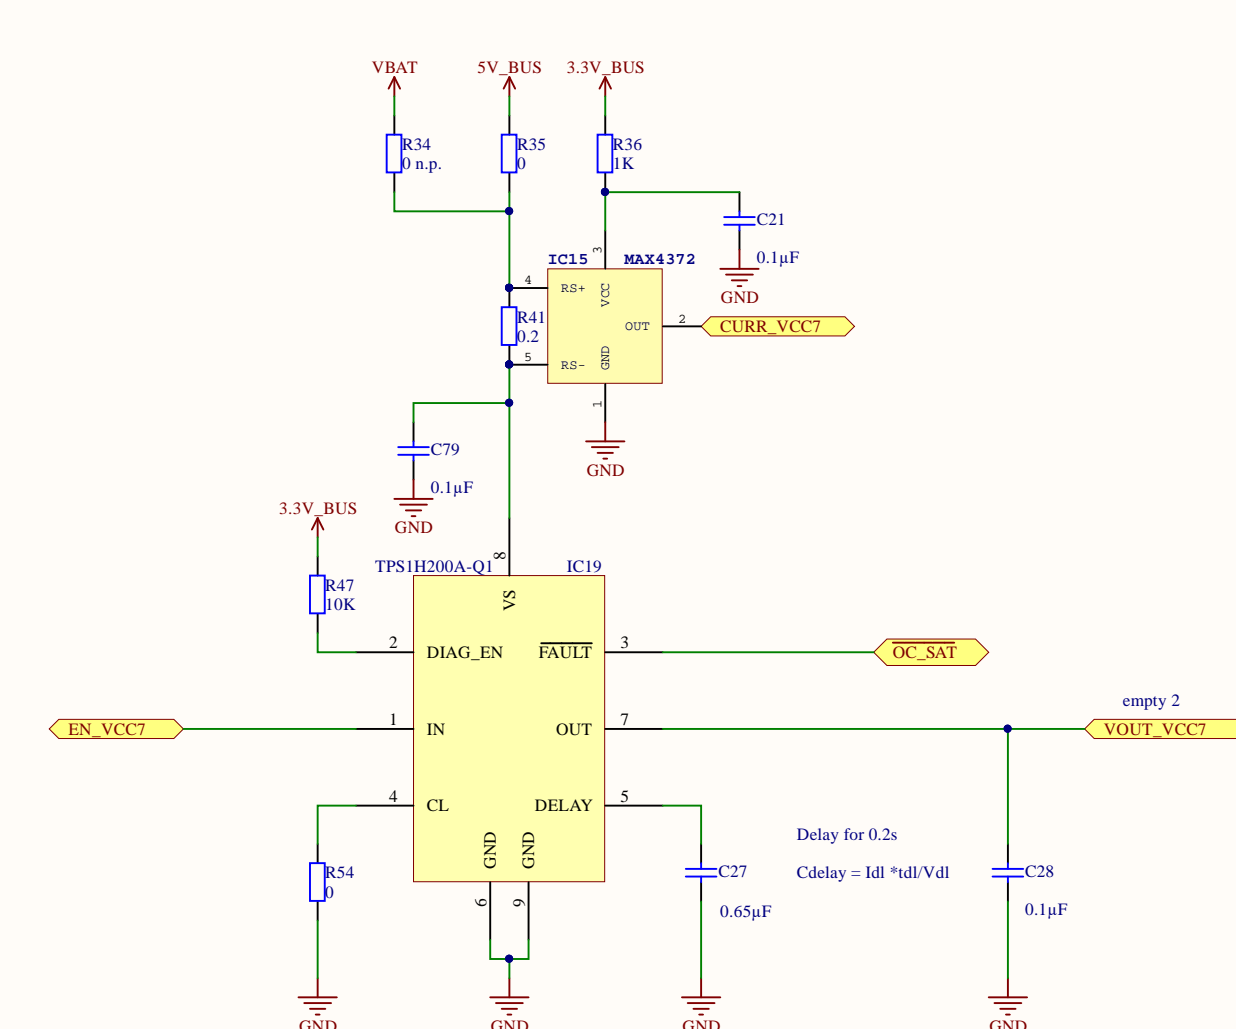 VBAT
5V_BUS
3.3V_BUS
R34
0 n.p.
R35
0
R36
1K
C21
0.1µF
GND
IC15
MAX4372
3
4
RS+
VCC
R41
0.2
OUT
2
CURR_VCC7
5
RS-
GND
1
GND
C79
0.1µF
GND
3.3V_BUS
R47
10K
TPS1H200A-Q1
8
IC19
VS
2
DIAG_EN
FAULT
3
OC_SAT
empty 2
EN_VCC7
1
IN
OUT
7
VOUT_VCC7
4
CL
DELAY
5
GND
GND
Delay for 0.2s
Cdelay = Idl *tdl/Vdl
R54
0
6
9
C27
0.65µF
C28
0.1µF
GND
GND
GND
GND